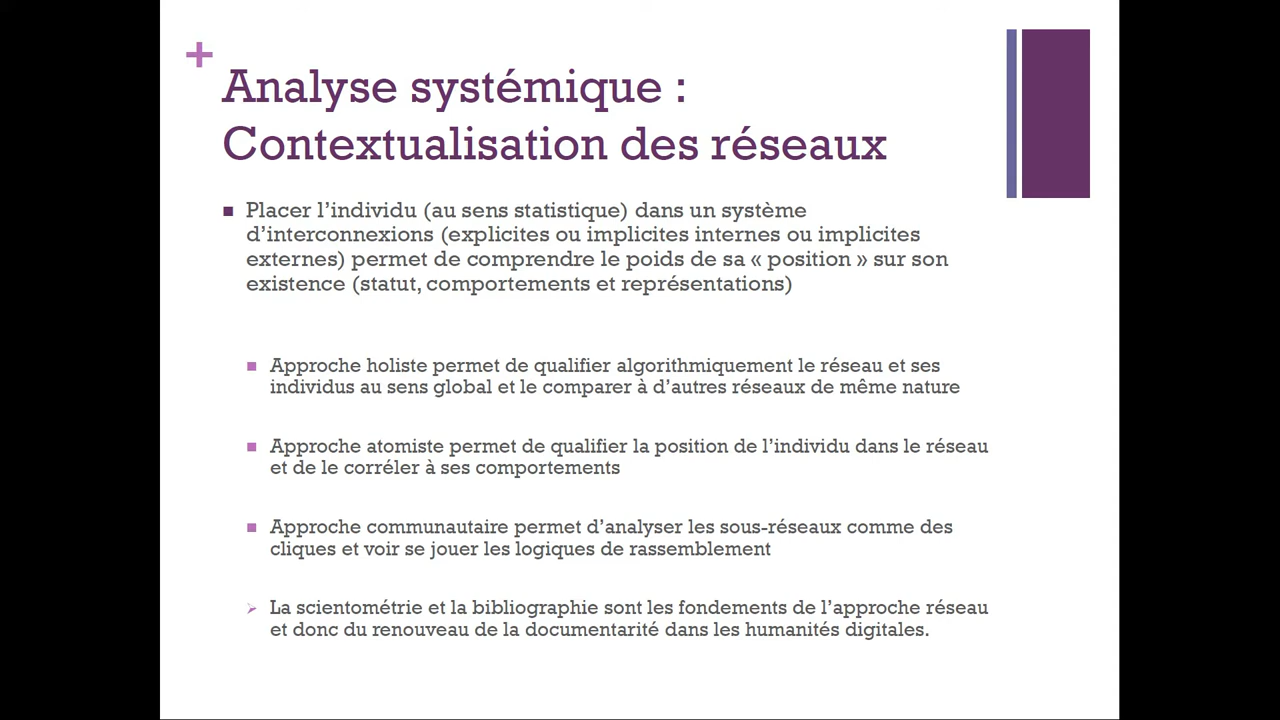 +
Analyse systémique :
Contextualisation des réseaux
Placer l’individu (au sens statistique) dans un système
d’interconnexions (explicites ou implicites internes ou implicites
externes) permet de comprendre le poids de sa « position » sur son
existence (statut, comportements et représentations)
Approche holiste permet de qualifier algorithmiquement le réseau et ses
individus au sens global et le comparer à d’autres réseaux de même nature
Approche atomiste permet de qualifier la position de l’individu dans le réseau
et de le corréler à ses comportements
Approche communautaire permet d’analyser les sous-réseaux comme des
cliques et voir se jouer les logiques de rassemblement
La scientométrie et la bibliographie sont les fondements de l’approche réseau
et donc du renouveau de la documentarité dans les humanités digitales.